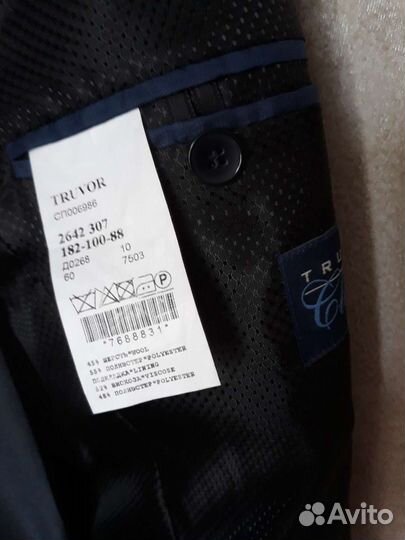 TRUVOR
СП006986
2642 307
182-100-88
Д0268 10
60 7503
P
*7688831*
45% ШЕРСТЬ*WOOL
55% ПОЛИЭСТЕР*POLYESTER
ПОДКЛАДКА*LINING
52% ВИСКОЗА*VISCOSE
48% ПОЛИЭСТЕР*POLYESTER
TRU
Avito